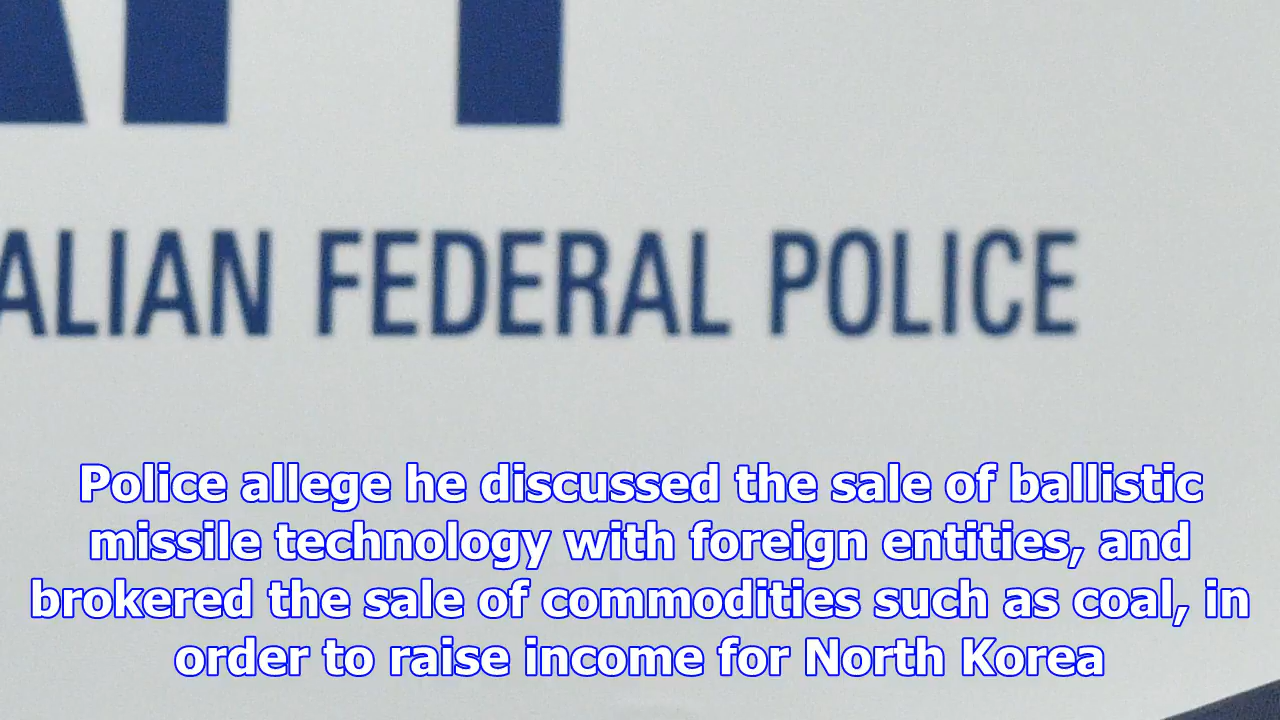 ALIAN FEDERAL POLICE
Police allege he discussed the sale of ballistic
missile technology with foreign entities, and
brokered the sale of commodities such as coal, in
order to raise income for North Korea